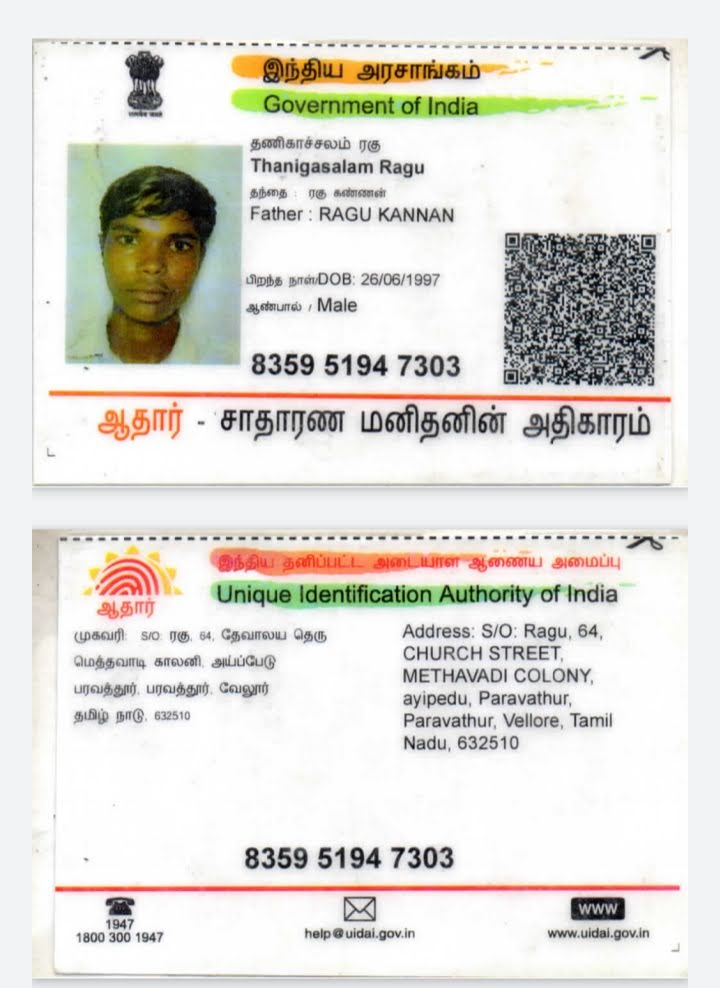 இந்திய அரசாங்கம்
Government of India
தணிகாச்சலம் ரகு
Thanigasalam Ragu
தந்தை : ரகு கண்ணன்
Father : RAGU KANNAN
பிறந்த நாள்/DOB: 26/06/1997
ஆண்பால் / Male
8359 5194 7303
ஆதார் - சாதாரண மனிதனின் அதிகாரம்
இந்திய தனிப்பட்ட அடையாள ஆணைய அமைப்பு
Unique Identification Authority of India
ஆதார்
முகவரி: S/O: ரகு, 64, தேவாலய தெரு
மெத்தவாடி காலனி, அய்ப்பேடு
பரவத்தூர், பரவத்தூர், வேலூர்
தமிழ் நாடு, 632510
Address: S/O: Ragu, 64,
CHURCH STREET,
METHAVADI COLONY,
ayipedu, Paravathur,
Paravathur, Vellore, Tamil
Nadu, 632510
8359 5194 7303
1947
1800 300 1947
help@uidai.gov.in
WWW
www.uidai.gov.in